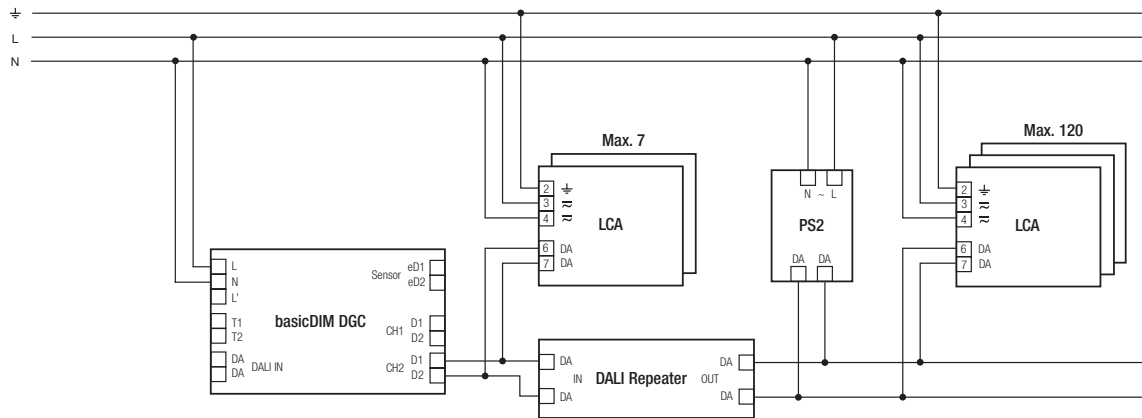 L
N
Max. 7
Max. 120
2
3
4
LCA
6 DA
7 DA
N ~ L
PS2
DA DA
2
3
4
LCA
6 DA
7 DA
L
N
L'
T1
T2
DA
DA
DALI IN
basicDIM DGC
Sensor
eD1
eD2
CH1
D1
D2
CH2
D1
D2
DA
IN
DA
DALI Repeater
DA
OUT
DA